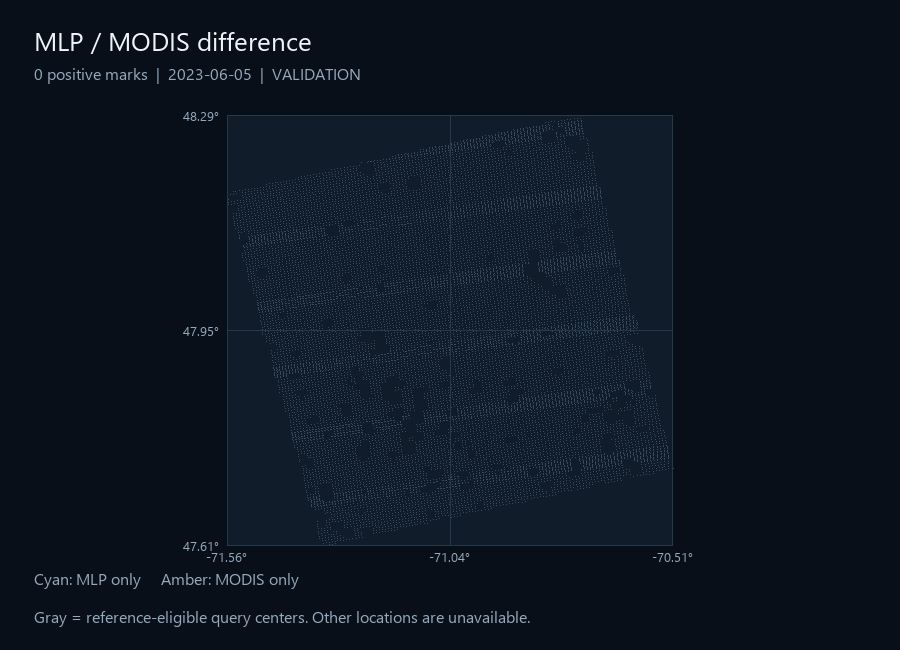 MLP / MODIS difference
0 positive marks | 2023-06-05 | VALIDATION
48.29°
47.95°
47.61°
-71.56°
-71.04°
-70.51°
Cyan: MLP only Amber: MODIS only
Gray = reference-eligible query centers. Other locations are unavailable.